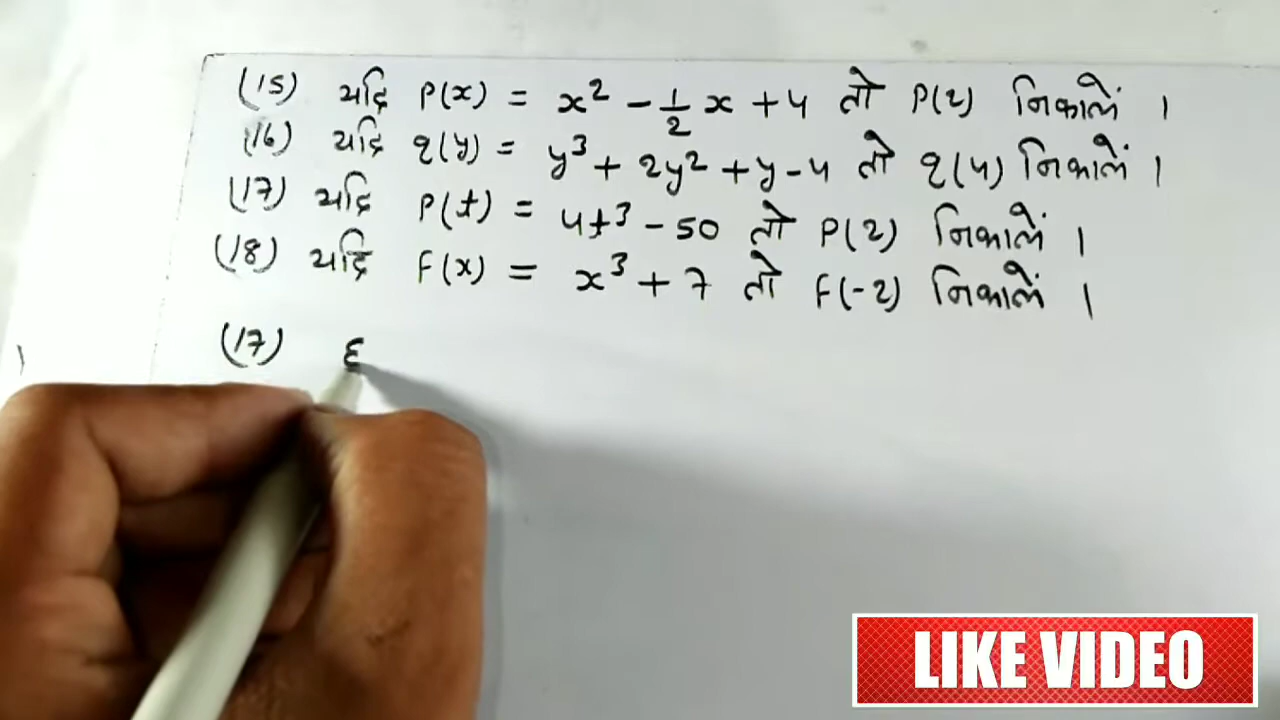 (15) यदि P(x) = x² - 1/2 x + 4 तो P(2) निकालें ।
(16) यदि q(y) = y³ + 2y² + y - 4 तो q(4) निकालें ।
(17) यदि P(t) = 4t³ - 50 तो P(2) निकालें ।
(18) यदि F(x) = x³ + 7 तो F(-2) निकालें ।
(17)
LIKE VIDEO